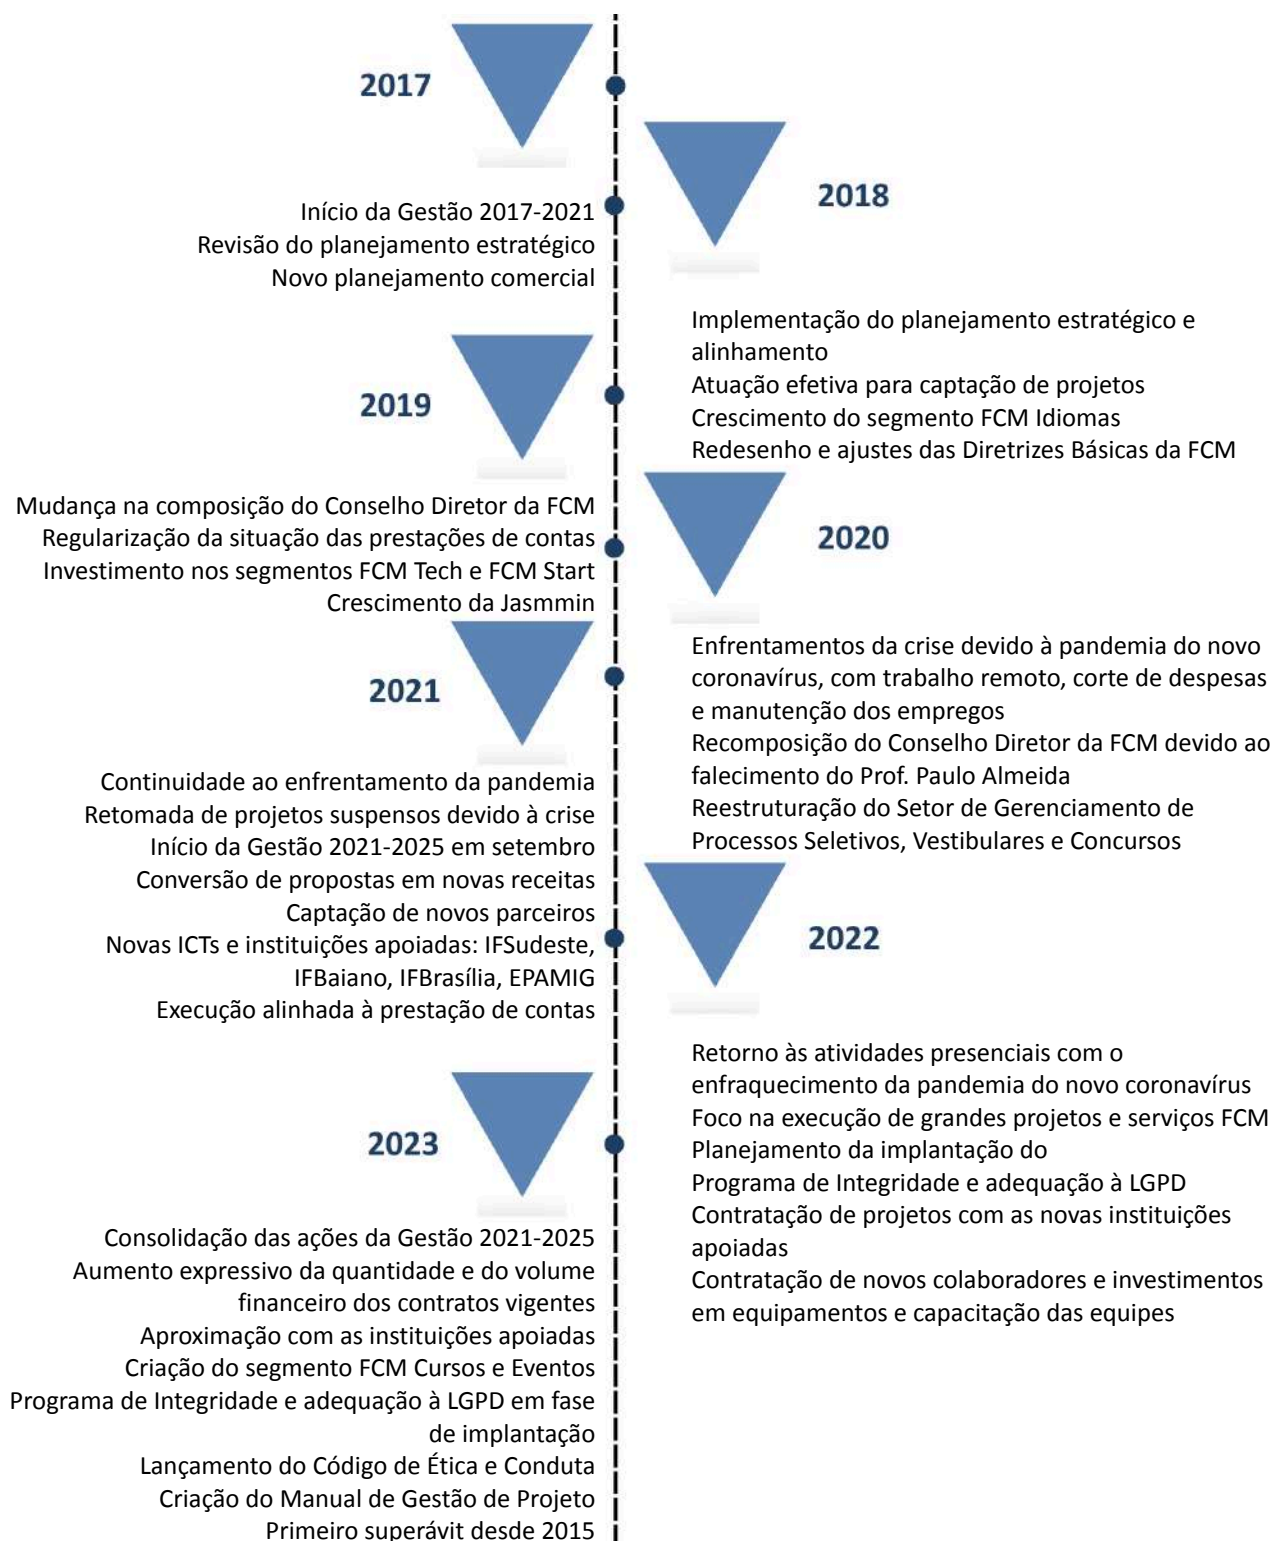 2017
Início da Gestão 2017-2021
Revisão do planejamento estratégico
Novo planejamento comercial
2018
Implementação do planejamento estratégico e
alinhamento
Atuação efetiva para captação de projetos
Crescimento do segmento FCM Idiomas
Redesenho e ajustes das Diretrizes Básicas da FCM
2019
Mudança na composição do Conselho Diretor da FCM
Regularização da situação das prestações de contas
Investimento nos segmentos FCM Tech e FCM Start
Crescimento da Jasmmin
2020
Enfrentamentos da crise devido à pandemia do novo
coronavírus, com trabalho remoto, corte de despesas
e manutenção dos empregos
Recomposição do Conselho Diretor da FCM devido ao
falecimento do Prof. Paulo Almeida
Reestruturação do Setor de Gerenciamento de
Processos Seletivos, Vestibulares e Concursos
2021
Continuidade ao enfrentamento da pandemia
Retomada de projetos suspensos devido à crise
Início da Gestão 2021-2025 em setembro
Conversão de propostas em novas receitas
Captação de novos parceiros
Novas ICTs e instituições apoiadas: IFSudeste,
IFBaiano, IFBrasília, EPAMIG
Execução alinhada à prestação de contas
2022
Retorno às atividades presenciais com o
enfraquecimento da pandemia do novo coronavírus
Foco na execução de grandes projetos e serviços FCM
Planejamento da implantação do
Programa de Integridade e adequação à LGPD
Contratação de projetos com as novas instituições
apoiadas
Contratação de novos colaboradores e investimentos
em equipamentos e capacitação das equipes
2023
Consolidação das ações da Gestão 2021-2025
Aumento expressivo da quantidade e do volume
financeiro dos contratos vigentes
Aproximação com as instituições apoiadas
Criação do segmento FCM Cursos e Eventos
Programa de Integridade e adequação à LGPD em fase
de implantação
Lançamento do Código de Ética e Conduta
Criação do Manual de Gestão de Projeto
Primeiro superávit desde 2015